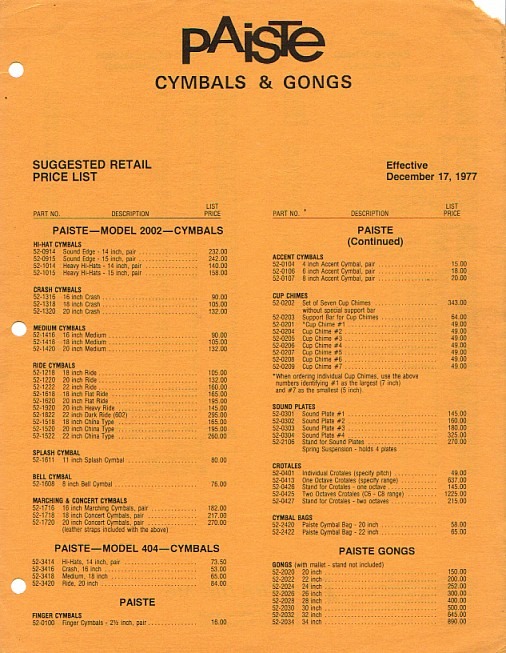 PAiSTe
CYMBALS & GONGS
SUGGESTED RETAIL
PRICE LIST
Effective
December 17, 1977
PART NO. DESCRIPTION LIST PRICE
PAISTE—MODEL 2002—CYMBALS
HI-HAT CYMBALS
52-0914 Sound Edge - 14 inch, pair 232.00
52-0915 Sound Edge - 15 inch, pair 242.00
52-1014 Heavy Hi-Hats - 14 inch, pair 140.00
52-1015 Heavy Hi-Hats - 15 inch, pair 158.00
CRASH CYMBALS
52-1316 16 inch Crash 90.00
52-1318 18 inch Crash 105.00
52-1320 20 inch Crash 132.00
MEDIUM CYMBALS
52-1416 16 inch Medium 90.00
52-1418 18 inch Medium 105.00
52-1420 20 inch Medium 132.00
RIDE CYMBALS
52-1218 18 inch Ride 105.00
52-1220 20 inch Ride 132.00
52-1222 22 inch Ride 160.00
52-1618 18 inch Flat Ride 165.00
52-1620 20 inch Flat Ride 195.00
52-1920 20 inch Heavy Ride 145.00
52-1822 22 inch Dark Ride (602) 295.00
52-1518 18 inch China Type 165.00
52-1520 20 inch China Type 195.00
52-1522 22 inch China Type 260.00
SPLASH CYMBAL
52-1611 11 inch Splash Cymbal 80.00
BELL CYMBAL
52-1608 8 inch Bell Cymbal 76.00
MARCHING & CONCERT CYMBALS
52-1716 16 inch Marching Cymbals, pair 182.00
52-1718 18 inch Concert Cymbals, pair 217.00
52-1720 20 inch Concert Cymbals, pair 270.00
(leather straps included with the above)
PAISTE—MODEL 404—CYMBALS
52-3414 Hi-Hats, 14 inch, pair 73.50
52-3416 Crash, 16 inch 53.00
52-3418 Medium, 18 inch 65.00
52-3420 Ride, 20 inch 84.00
PAISTE
FINGER CYMBALS
52-0100 Finger Cymbals - 2½ inch, pair 16.00
PART NO. DESCRIPTION LIST PRICE
PAISTE
(Continued)
ACCENT CYMBALS
52-0104 4 inch Accent Cymbal, pair 15.00
52-0106 6 inch Accent Cymbal, pair 18.00
52-0107 8 inch Accent Cymbal, pair 20.00
CUP CHIMES
52-0202 Set of Seven Cup Chimes 343.00
without special support bar
52-0203 Support Bar for Cup Chimes 64.00
52-0201 *Cup Chime #1 49.00
52-0204 Cup Chime #2 49.00
52-0205 Cup Chime #3 49.00
52-0206 Cup Chime #4 49.00
52-0207 Cup Chime #5 49.00
52-0208 Cup Chime #6 49.00
52-0209 Cup Chime #7 49.00
*When ordering individual Cup Chimes, use the above
numbers identifying #1 as the largest (7 inch)
and #7 as the smallest (5 inch).
SOUND PLATES
52-0301 Sound Plate #1 145.00
52-0302 Sound Plate #2 160.00
52-0303 Sound Plate #3 180.00
52-0304 Sound Plate #4 325.00
52-2106 Stand for Sound Plates 270.00
Spring Suspension - holds 4 plates
CROTALES
52-0401 Individual Crotales (specify pitch) 49.00
52-0413 One Octave Crotales (specify range) 637.00
52-0426 Stand for Crotales - one octave 145.00
52-0425 Two Octaves Crotales (C6 - C8 range) 1225.00
52-0427 Stand for Crotales - two octaves 215.00
CYMBAL BAGS
52-2420 Paiste Cymbal Bag - 20 inch 58.00
52-2422 Paiste Cymbal Bag - 22 inch 65.00
PAISTE GONGS
GONGS (with mallet - stand not included)
52-2020 20 inch 150.00
52-2022 22 inch 200.00
52-2024 24 inch 252.00
52-2026 26 inch 300.00
52-2028 28 inch 400.00
52-2030 30 inch 500.00
52-2032 32 inch 645.00
52-2034 34 inch 890.00